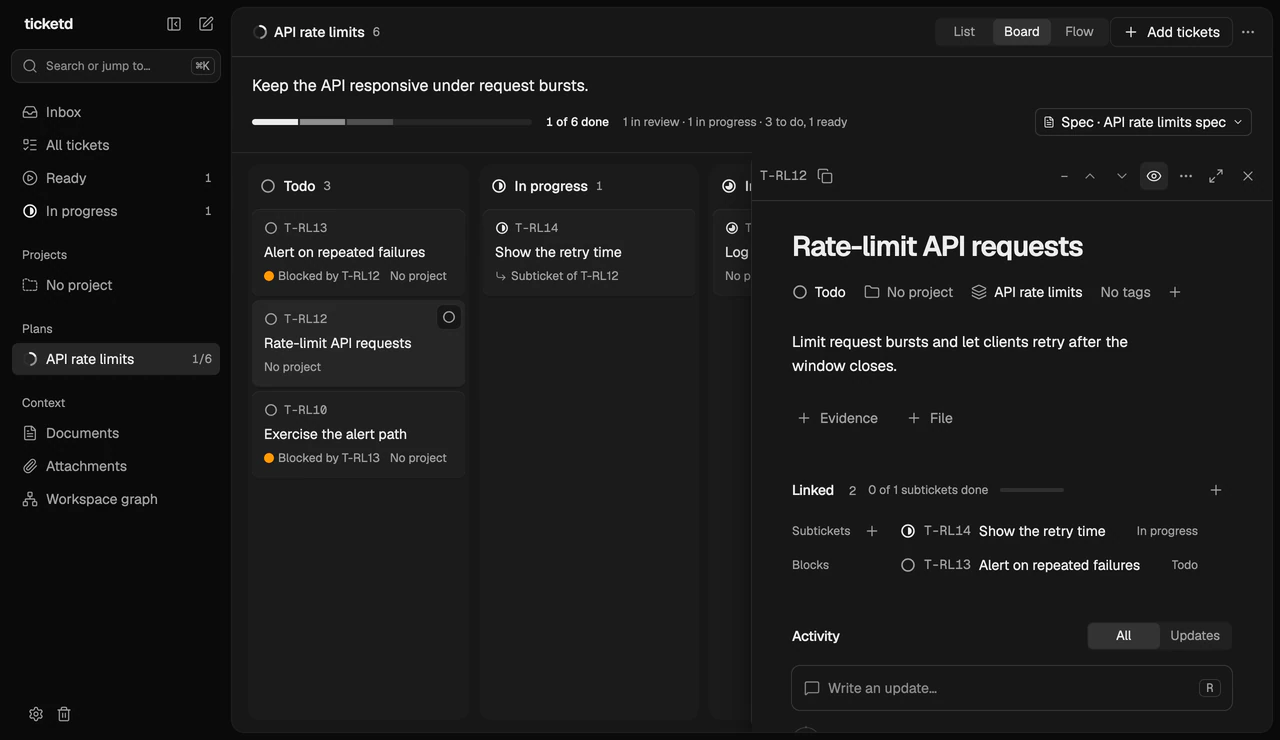 ticketd
Search or jump to... ⌘K
Inbox
All tickets
Ready 1
In progress 1
Projects
No project
Plans
API rate limits 1/6
Context
Documents
Attachments
Workspace graph
API rate limits 6
List Board Flow + Add tickets
Keep the API responsive under request bursts.
1 of 6 done 1 in review · 1 in progress · 3 to do, 1 ready
Spec · API rate limits spec
Todo 3
T-RL13
Alert on repeated failures
Blocked by T-RL12 No project
T-RL12
Rate-limit API requests
No project
T-RL10
Exercise the alert path
Blocked by T-RL13 No project
In progress 1
T-RL14
Show the retry time
Subticket of T-RL12
Log
No p
T-RL12
Rate-limit API requests
Todo No project API rate limits No tags +
Limit request bursts and let clients retry after the
window closes.
+ Evidence + File
Linked 2 0 of 1 subtickets done +
Subtickets + T-RL14 Show the retry time In progress
Blocks T-RL13 Alert on repeated failures Todo
Activity All Updates
Write an update... R